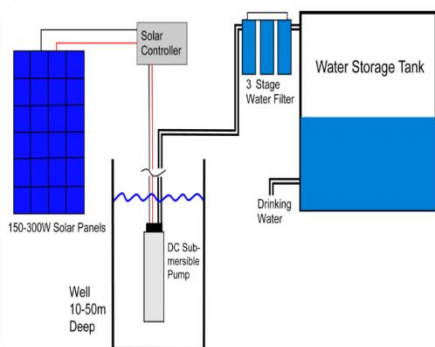 Solar
Controller
3 Stage
Water Filter
Water Storage Tank
Drinking
Water
150-300W Solar Panels
DC Sub-
mersible
Pump
Well
10-50m
Deep